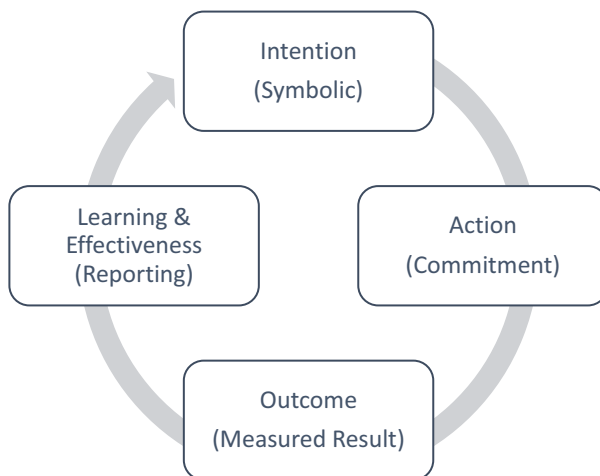 Intention
(Symbolic)
Action
(Commitment)
Outcome
(Measured Result)
Learning &
Effectiveness
(Reporting)